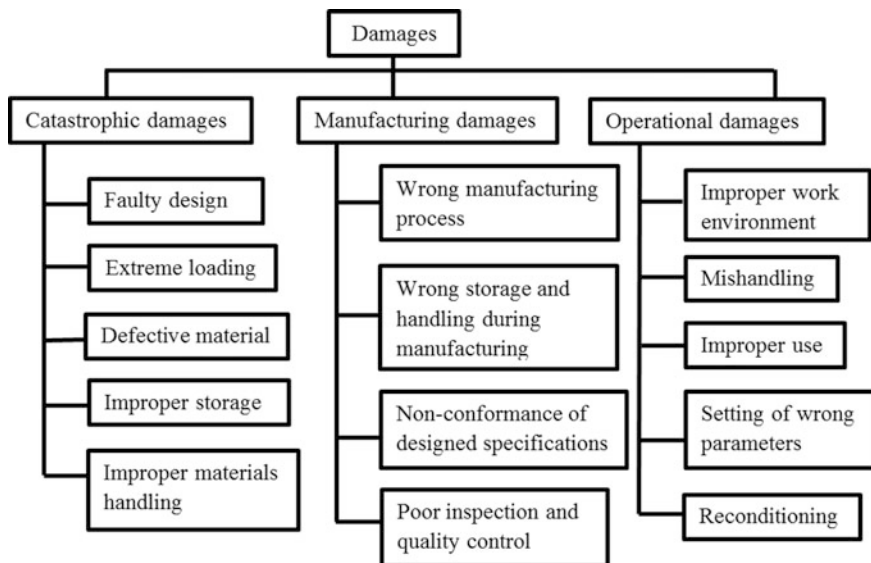 Damages
Catastrophic damages
Faulty design
Extreme loading
Defective material
Improper storage
Improper materials
handling
Manufacturing damages
Wrong manufacturing
process
Wrong storage and
handling during
manufacturing
Non-conformance of
designed specifications
Poor inspection and
quality control
Operational damages
Improper work
environment
Mishandling
Improper use
Setting of wrong
parameters
Reconditioning